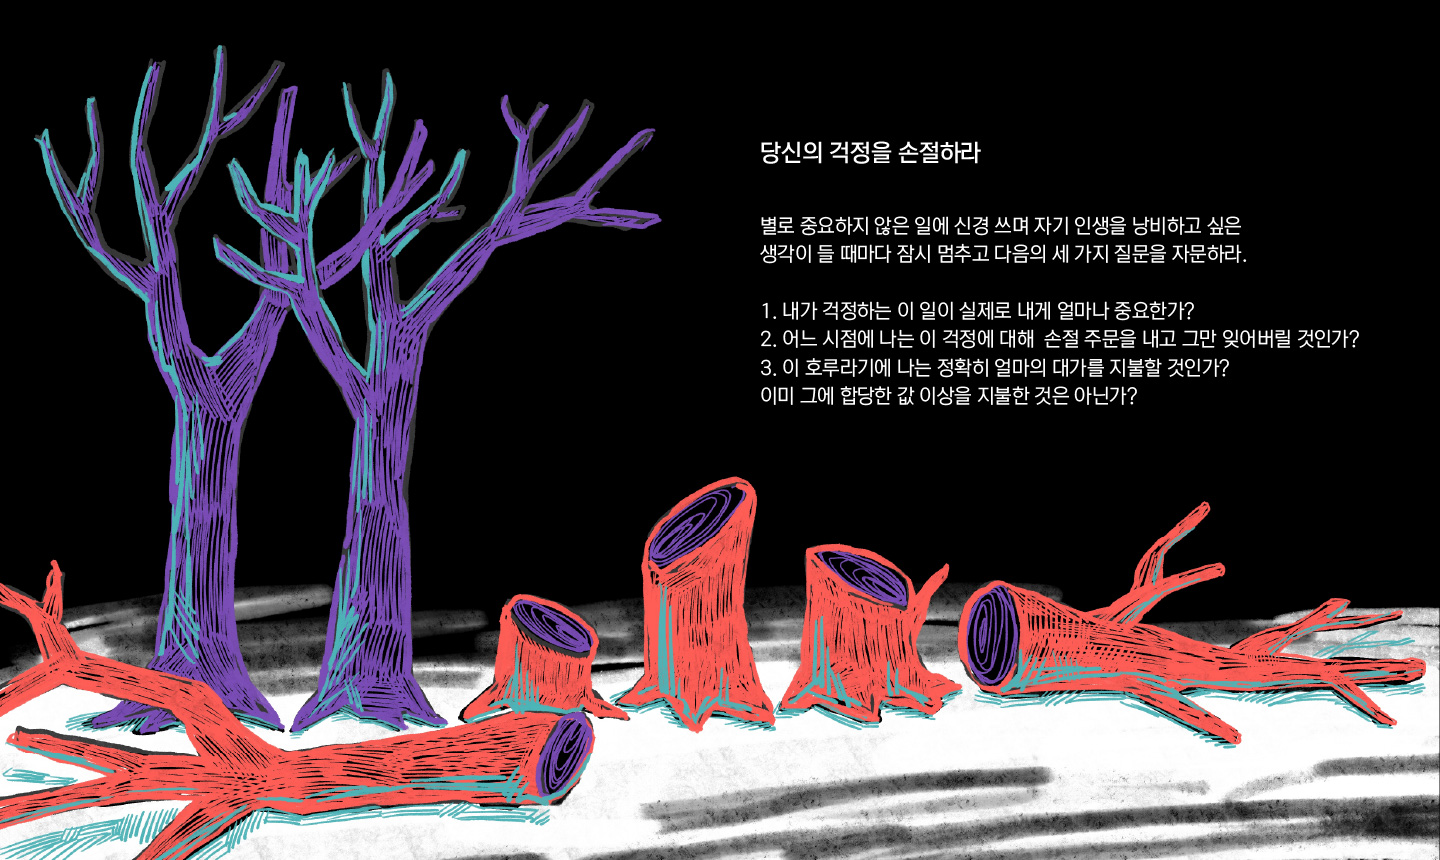 당신의 걱정을 손절하라
별로 중요하지 않은 일에 신경 쓰며 자기 인생을 낭비하고 싶은
생각이 들 때마다 잠시 멈추고 다음의 세 가지 질문을 자문하라.
1. 내가 걱정하는 이 일이 실제로 내게 얼마나 중요한가?
2. 어느 시점에 나는 이 걱정에 대해 손절 주문을 내고 그만 잊어버릴 것인가?
3. 이 호루라기에 나는 정확히 얼마의 대가를 지불할 것인가?
이미 그에 합당한 값 이상을 지불한 것은 아닌가?